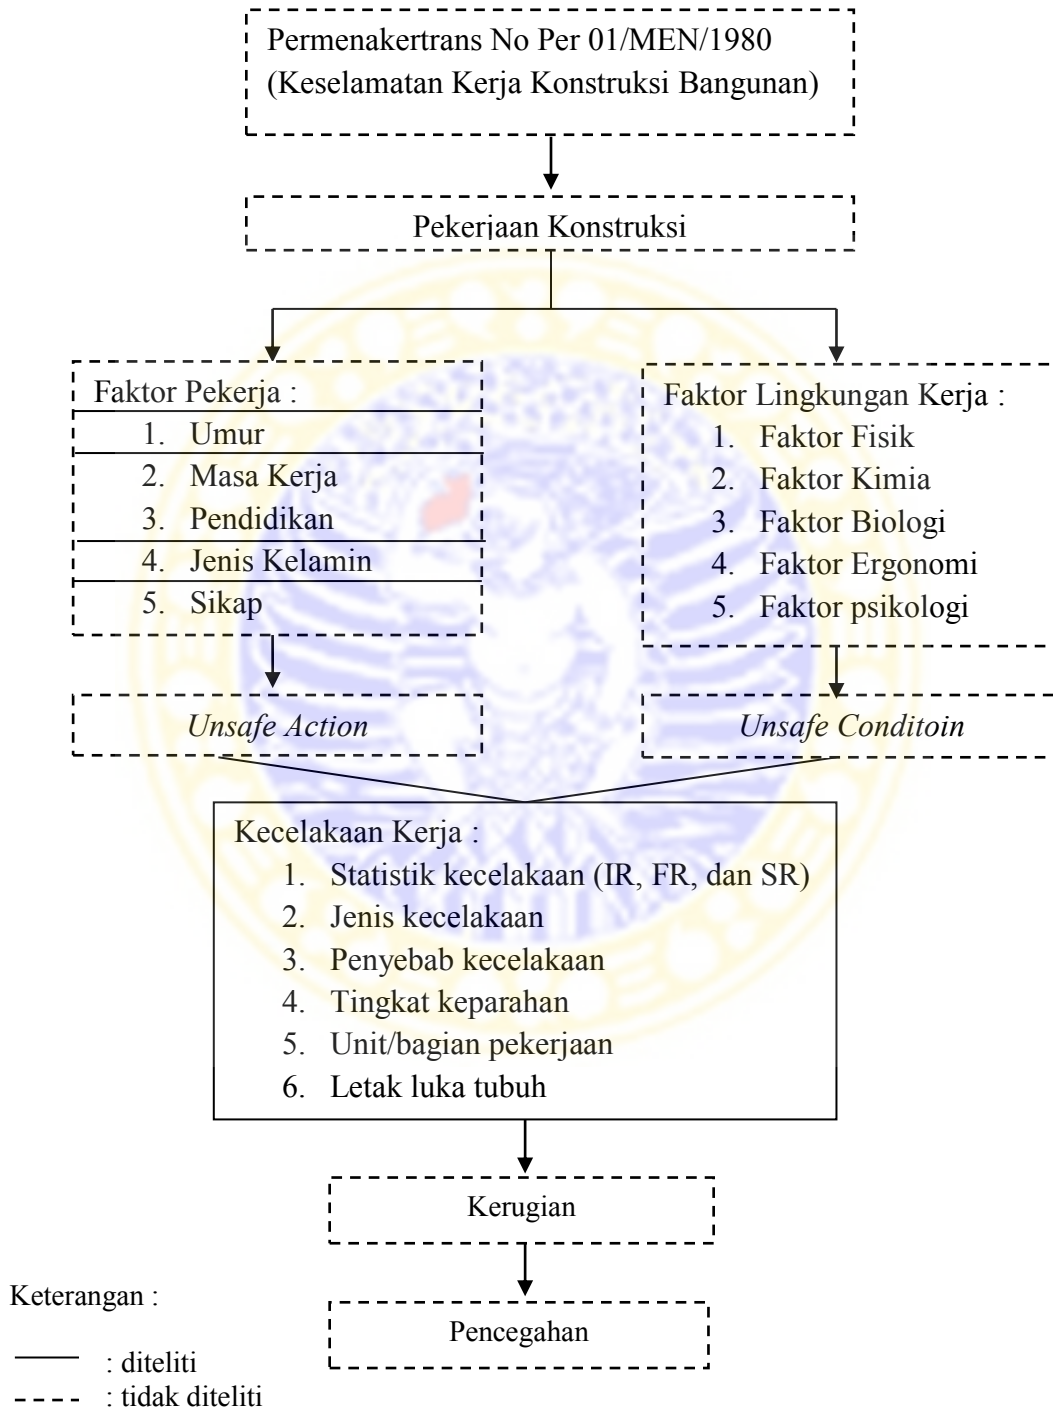 Permenakertrans No Per 01/MEN/1980
(Keselamatan Kerja Konstruksi Bangunan)
Pekerjaan Konstruksi
Faktor Pekerja :
1. Umur
2. Masa Kerja
3. Pendidikan
4. Jenis Kelamin
5. Sikap
Faktor Lingkungan Kerja :
1. Faktor Fisik
2. Faktor Kimia
3. Faktor Biologi
4. Faktor Ergonomi
5. Faktor psikologi
Unsafe Action
Unsafe Conditoin
Kecelakaan Kerja :
1. Statistik kecelakaan (IR, FR, dan SR)
2. Jenis kecelakaan
3. Penyebab kecelakaan
4. Tingkat keparahan
5. Unit/bagian pekerjaan
6. Letak luka tubuh
Kerugian
Pencegahan
Keterangan :
: diteliti
: tidak diteliti